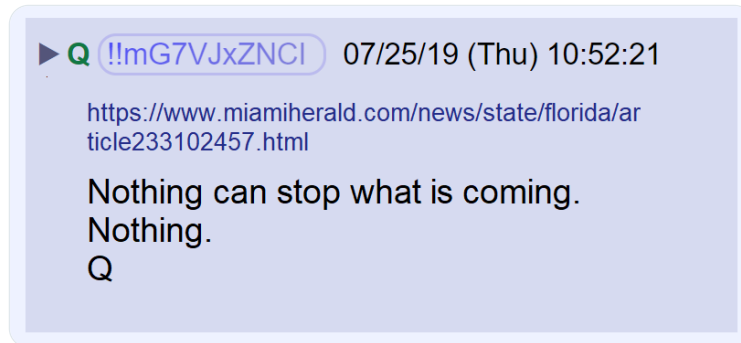 Q !!mG7VJxZNCI 07/25/19 (Thu) 10:52:21
https://www.miamiherald.com/news/state/florida/ar
ticle233102457.html
Nothing can stop what is coming.
Nothing.
Q